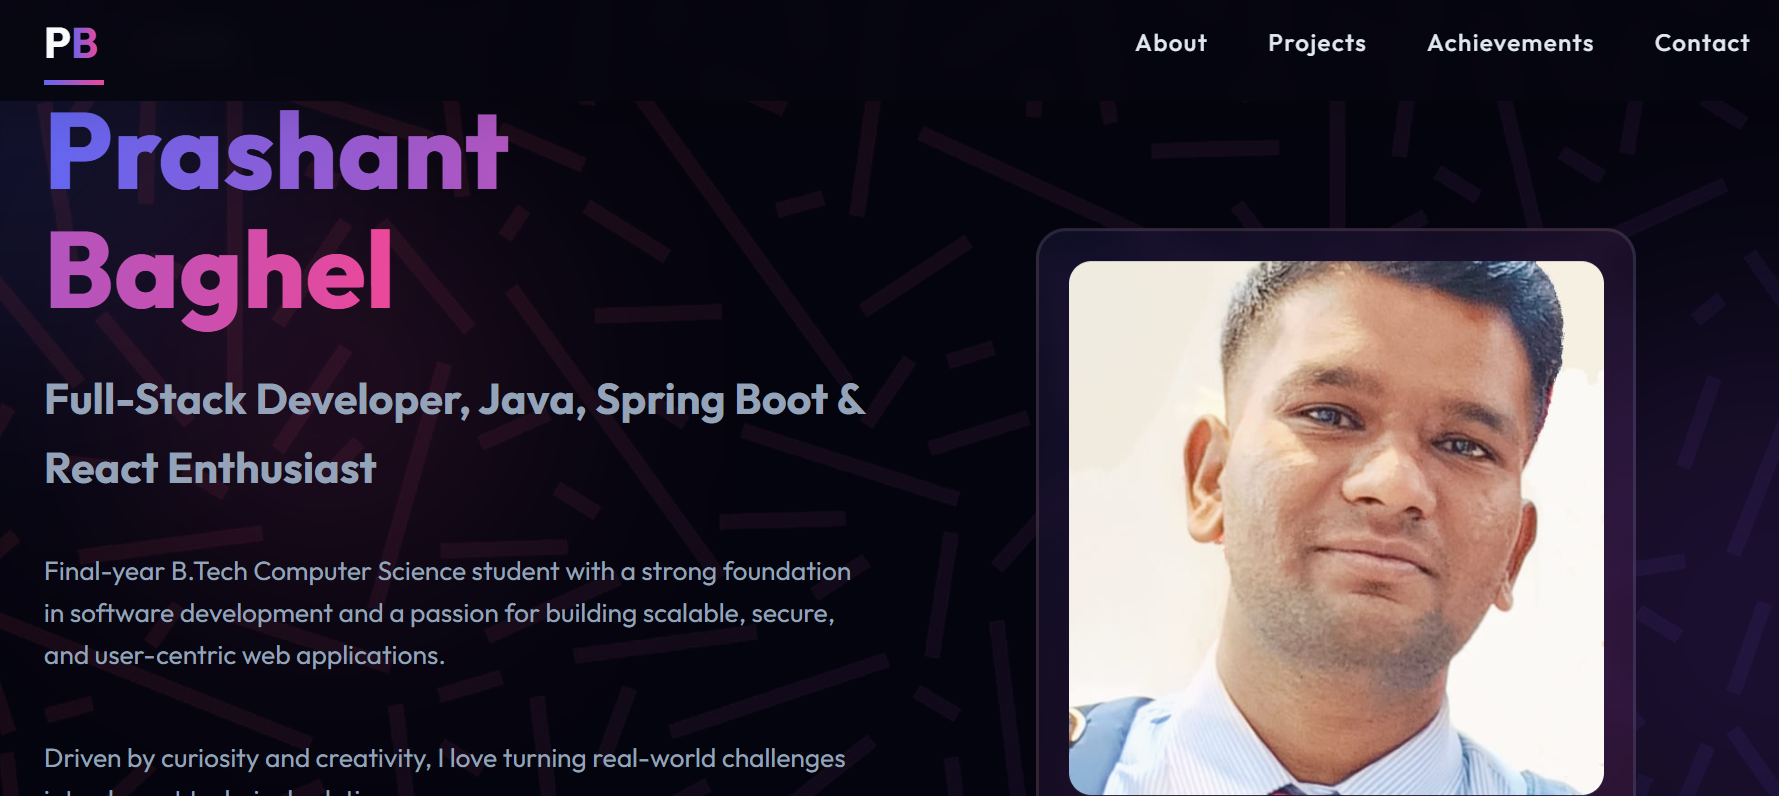 PB
About Projects Achievements Contact
Prashant
Baghel
Full-Stack Developer, Java, Spring Boot &
React Enthusiast
Final-year B.Tech Computer Science student with a strong foundation
in software development and a passion for building scalable, secure,
and user-centric web applications.
Driven by curiosity and creativity, I love turning real-world challenges